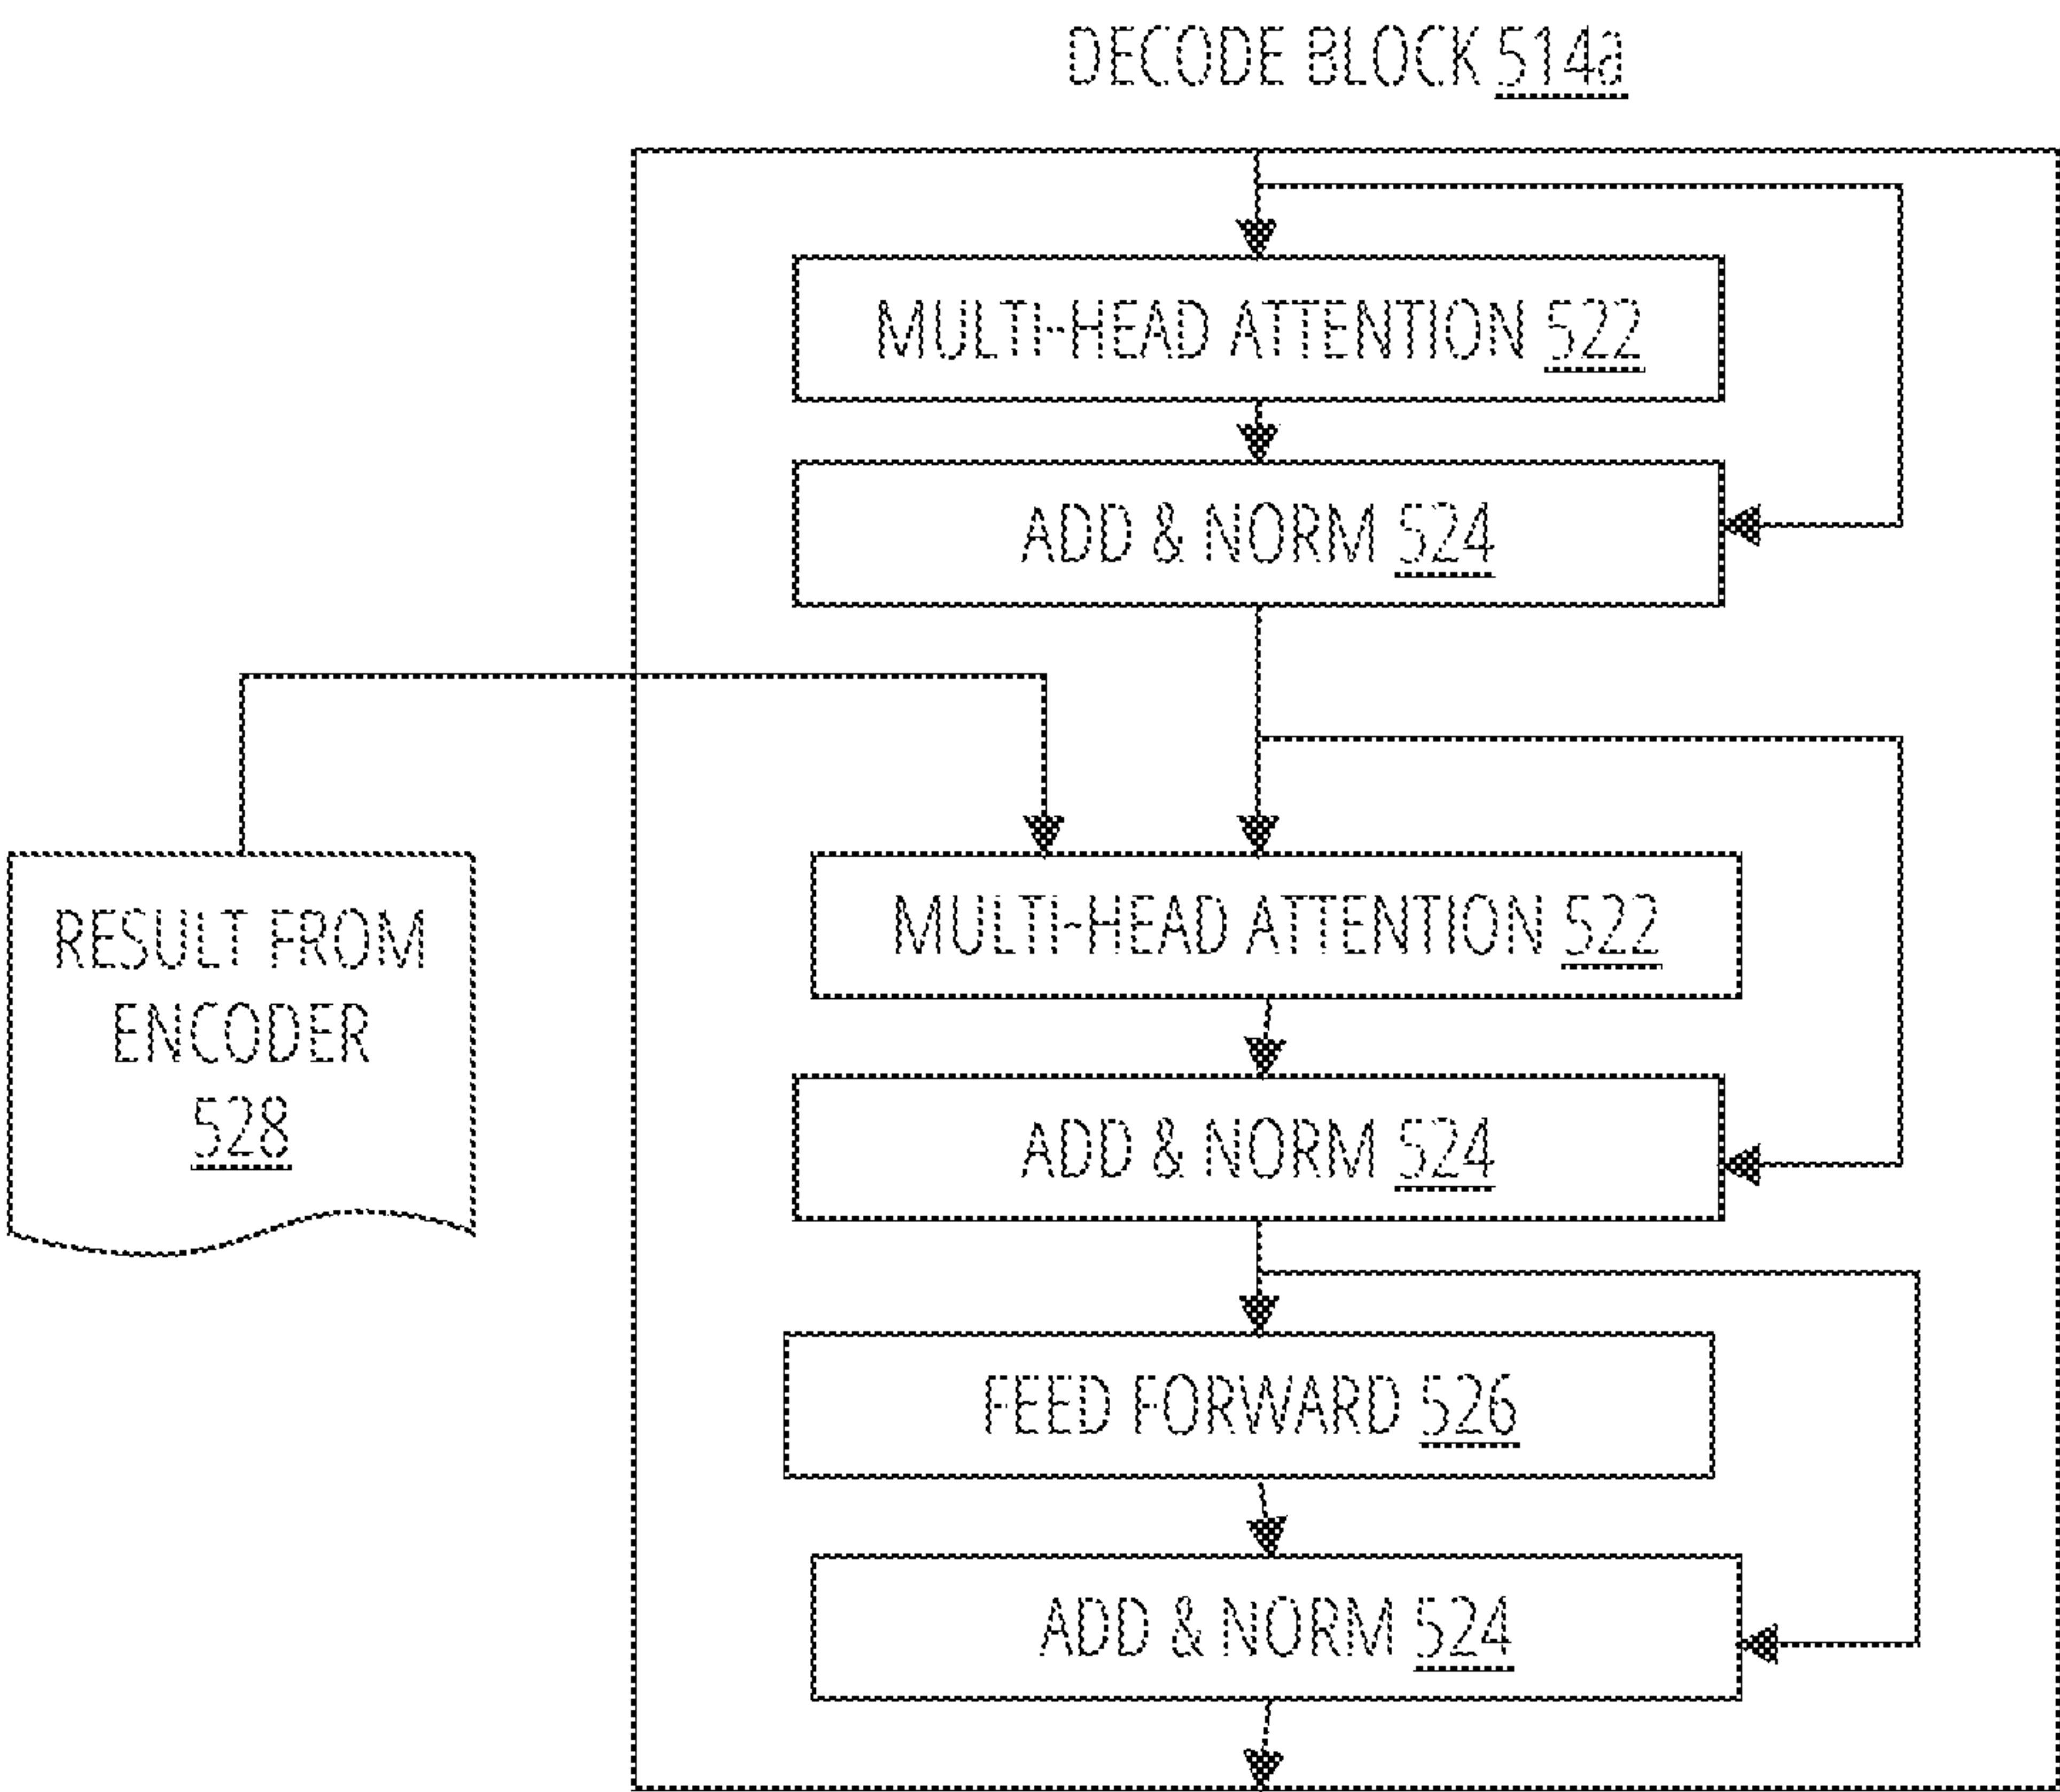 DECODE BLOCK 514a
MULTI-HEAD ATTENTION 522
ADD & NORM 524
RESULT FROM
ENCODER
528
MULTI-HEAD ATTENTION 522
ADD & NORM 524
FEED FORWARD 526
ADD & NORM 524